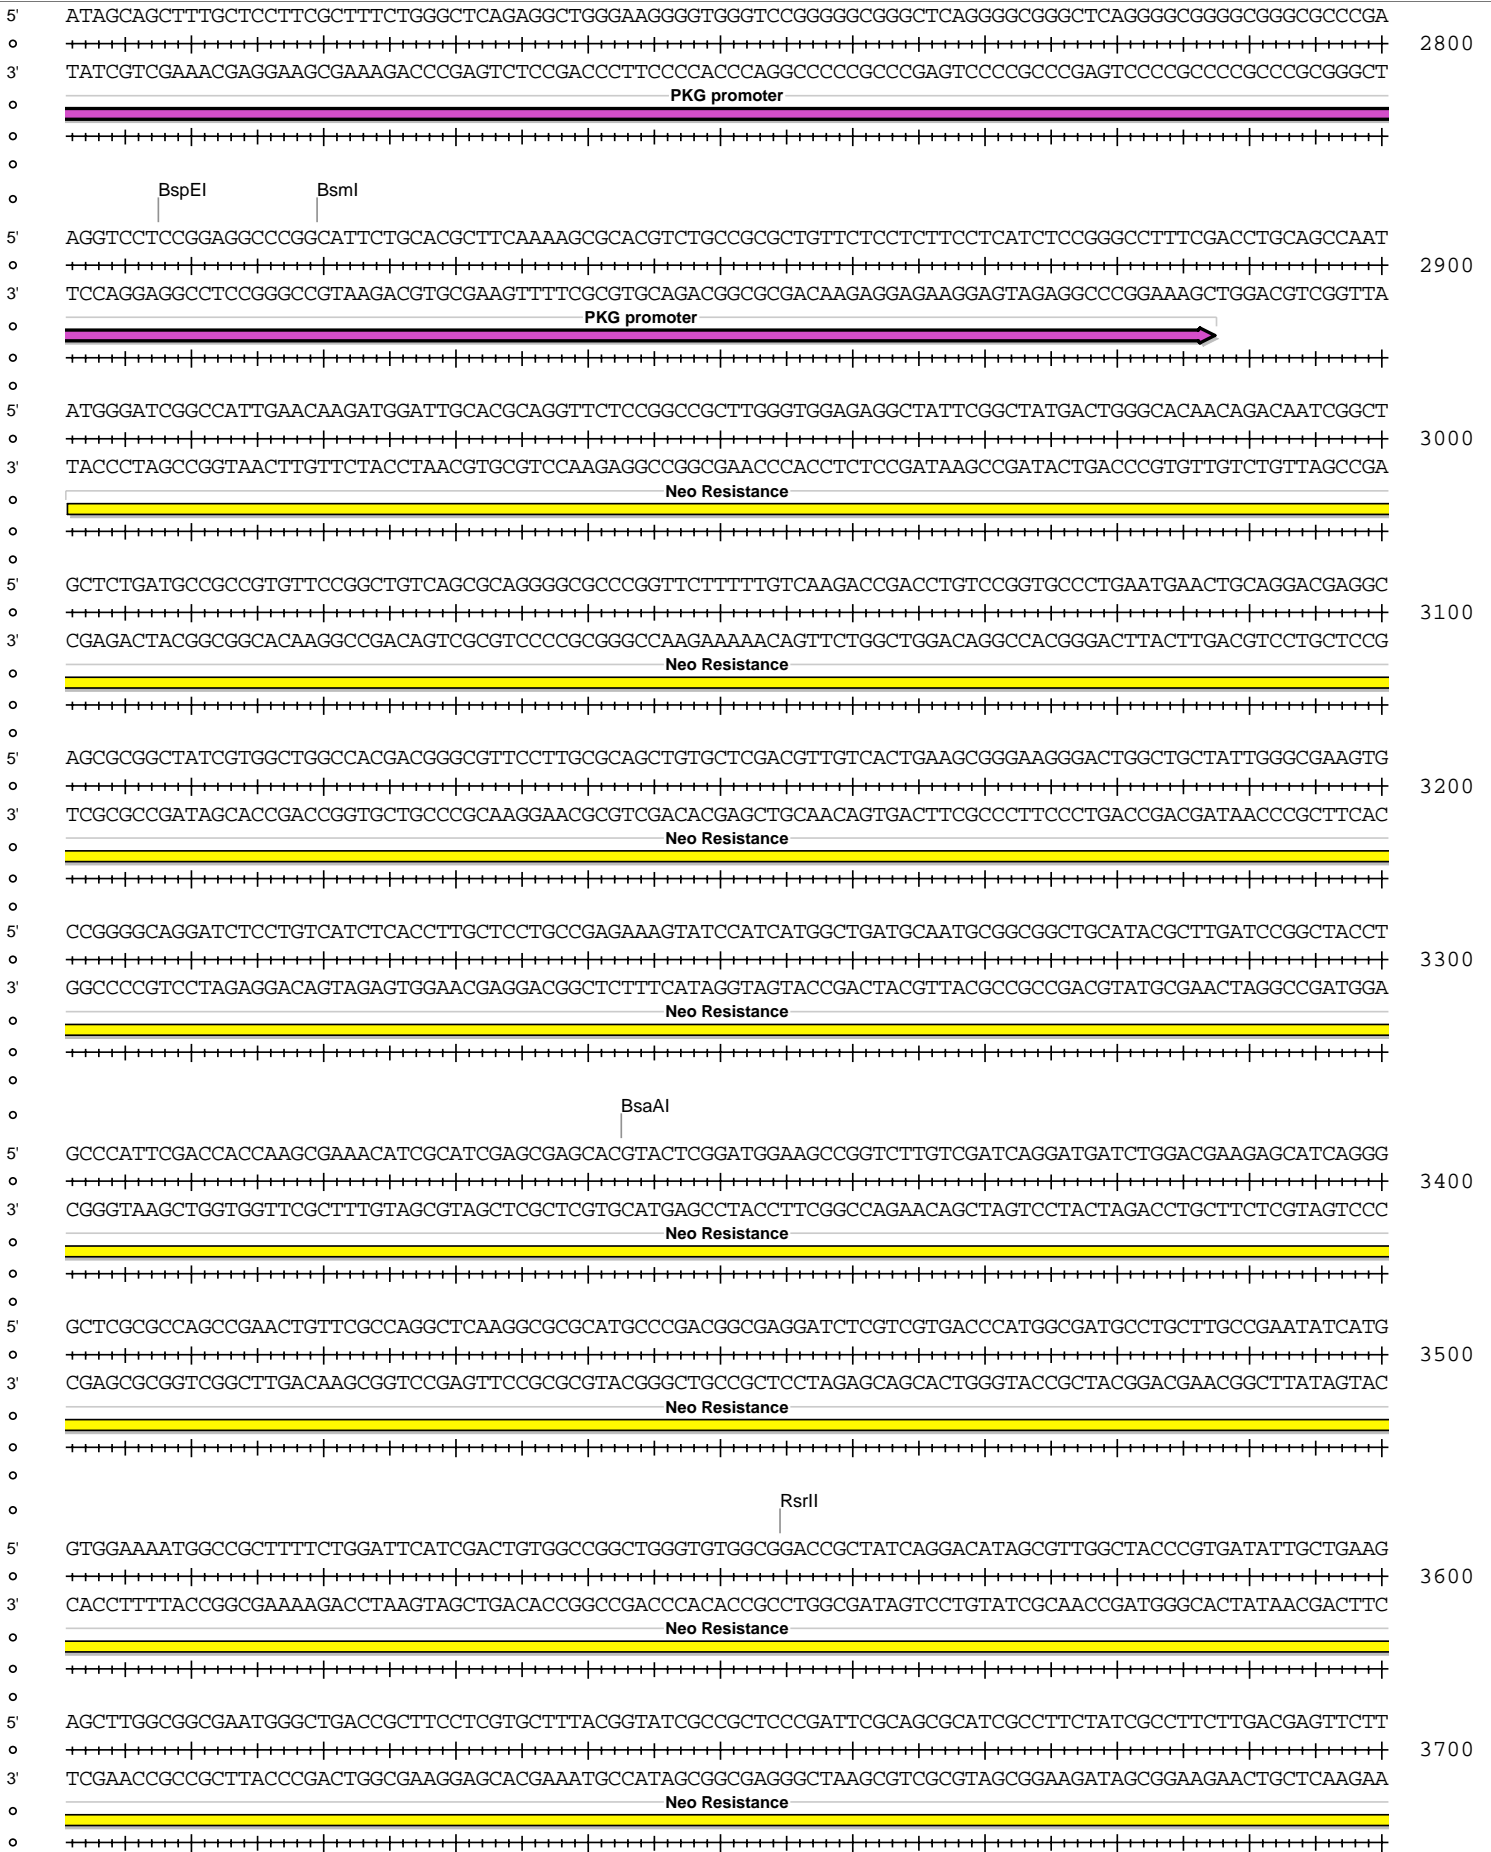 5' ATAGCAGCTTTGCTCCTTCGCTTTCTGGGCTCAGAGGCTGGGAAGGGGTGGGTCCGGGGGCGGGCTCAGGGGCGGGCTCAGGGGCGGGGCGGGCGCCCGA
2800
3' TATCGTCGAAACGAGGAAGCGAAAGACCCGAGTCTCCGACCCTTCCCCACCCAGGCCCCCGCCCGAGTCCCCGCCCGAGTCCCCGCCCCGCCCGCGGGCT
PKG promoter
BspEI BsmI
5' AGGTCCTCCGGAGGCCCGGCATTCTGCACGCTTCAAAAGCGCACGTCTGCCGCGCTGTTCTCCTCTTCCTCATCTCCGGGCCTTTCGACCTGCAGCCAAT
2900
3' TCCAGGAGGCCTCCGGGCCGTAAGACGTGCGAAGTTTTCGCGTGCAGACGGCGCGACAAGAGGAGAAGGAGTAGAGGCCCGGAAAGCTGGACGTCGGTTA
PKG promoter
5' ATGGGATCGGCCATTGAACAAGATGGATTGCACGCAGGTTCTCCGGCCGCTTGGGTGGAGAGGCTATTCGGCTATGACTGGGCACAACAGACAATCGGCT
3000
3' TACCCTAGCCGGTAACTTGTTCTACCTAACGTGCGTCCAAGAGGCCGGCGAACCCACCTCTCCGATAAGCCGATACTGACCCGTGTTGTCTGTTAGCCGA
Neo Resistance
5' GCTCTGATGCCGCCGTGTTCCGGCTGTCAGCGCAGGGGCGCCCGGTTCTTTTTGTCAAGACCGACCTGTCCGGTGCCCTGAATGAACTGCAGGACGAGGC
3100
3' CGAGACTACGGCGGCACAAGGCCGACAGTCGCGTCCCCGCGGGCCAAGAAAAACAGTTCTGGCTGGACAGGCCACGGGACTTACTTGACGTCCTGCTCCG
Neo Resistance
5' AGCGCGGCTATCGTGGCTGGCCACGACGGGCGTTCCTTGCGCAGCTGTGCTCGACGTTGTCACTGAAGCGGGAAGGGACTGGCTGCTATTGGGCGAAGTG
3200
3' TCGCGCCGATAGCACCGACCGGTGCTGCCCGCAAGGAACGCGTCGACACGAGCTGCAACAGTGACTTCGCCCTTCCCTGACCGACGATAACCCGCTTCAC
Neo Resistance
5' CCGGGGCAGGATCTCCTGTCATCTCACCTTGCTCCTGCCGAGAAAGTATCCATCATGGCTGATGCAATGCGGCGGCTGCATACGCTTGATCCGGCTACCT
3300
3' GGCCCCGTCCTAGAGGACAGTAGAGTGGAACGAGGACGGCTCTTTCATAGGTAGTACCGACTACGTTACGCCGCCGACGTATGCGAACTAGGCCGATGGA
Neo Resistance
BsaAI
5' GCCCATTCGACCACCAAGCGAAACATCGCATCGAGCGAGCACGTACTCGGATGGAAGCCGGTCTTGTCGATCAGGATGATCTGGACGAAGAGCATCAGGG
3400
3' CGGGTAAGCTGGTGGTTCGCTTTGTAGCGTAGCTCGCTCGTGCATGAGCCTACCTTCGGCCAGAACAGCTAGTCCTACTAGACCTGCTTCTCGTAGTCCC
Neo Resistance
5' GCTCGCGCCAGCCGAACTGTTCGCCAGGCTCAAGGCGCGCATGCCCGACGGCGAGGATCTCGTCGTGACCCATGGCGATGCCTGCTTGCCGAATATCATG
3500
3' CGAGCGCGGTCGGCTTGACAAGCGGTCCGAGTTCCGCGCGTACGGGCTGCCGCTCCTAGAGCAGCACTGGGTACCGCTACGGACGAACGGCTTATAGTAC
Neo Resistance
RsrII
5' GTGGAAAATGGCCGCTTTTCTGGATTCATCGACTGTGGCCGGCTGGGTGTGGCGGACCGCTATCAGGACATAGCGTTGGCTACCCGTGATATTGCTGAAG
3600
3' CACCTTTTACCGGCGAAAAGACCTAAGTAGCTGACACCGGCCGACCCACACCGCCTGGCGATAGTCCTGTATCGCAACCGATGGGCACTATAACGACTTC
Neo Resistance
5' AGCTTGGCGGCGAATGGGCTGACCGCTTCCTCGTGCTTTACGGTATCGCCGCTCCCGATTCGCAGCGCATCGCCTTCTATCGCCTTCTTGACGAGTTCTT
3700
3' TCGAACCGCCGCTTACCCGACTGGCGAAGGAGCACGAAATGCCATAGCGGCGAGGGCTAAGCGTCGCGTAGCGGAAGATAGCGGAAGAACTGCTCAAGAA
Neo Resistance